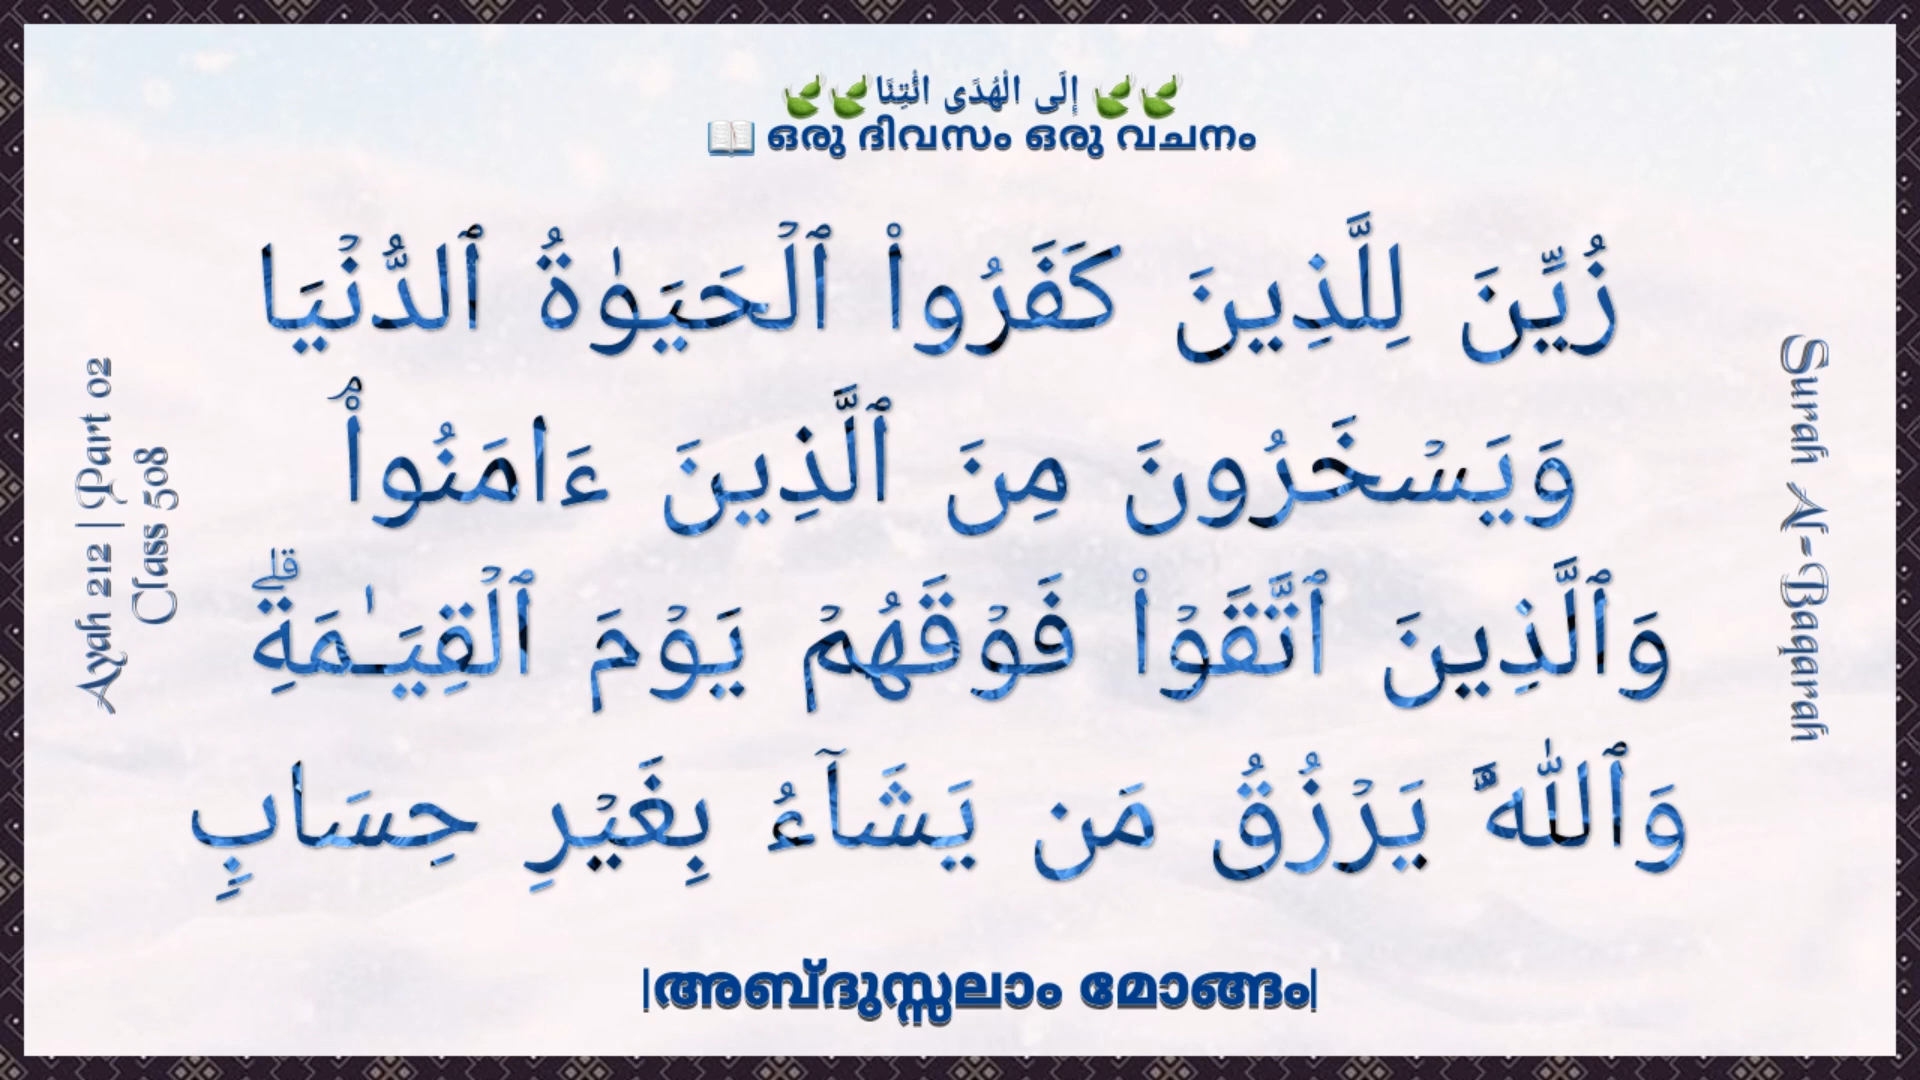 إِلَى الْهُدَى ائْتِنَا
ഒരു ദിവസം ഒരു വചനം
زُيِّنَ لِلَّذِينَ كَفَرُوا۟ ٱلْحَيَوٰةُ ٱلدُّنْيَا
وَيَسْخَرُونَ مِنَ ٱلَّذِينَ ءَامَنُوا۟ۘ
وَٱلَّذِينَ ٱتَّقَوْا۟ فَوْقَهُمْ يَوْمَ ٱلْقِيَـٰمَةِۗ
وَٱللَّهُ يَرْزُقُ مَن يَشَآءُ بِغَيْرِ حِسَابٍ
Ayah 212 | Part 02
Class 508
Surah Al-Baqarah
|അബ്ദുസ്സലാം മോങ്ങം|